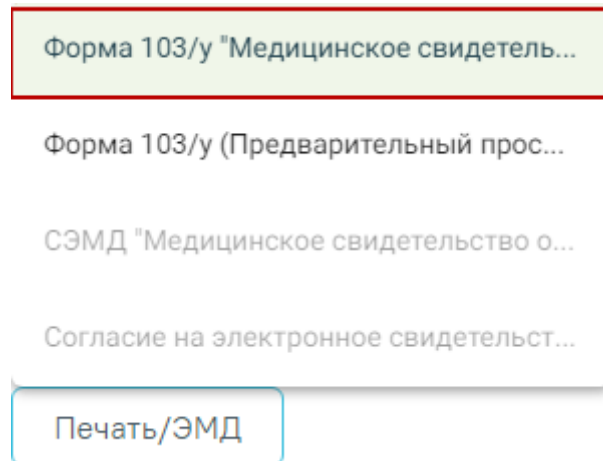 Форма 103/у "Медицинское свидетель...
Форма 103/у (Предварительный прос...
СЭМД "Медицинское свидетельство о...
Согласие на электронное свидетельст...
Печать/ЭМД